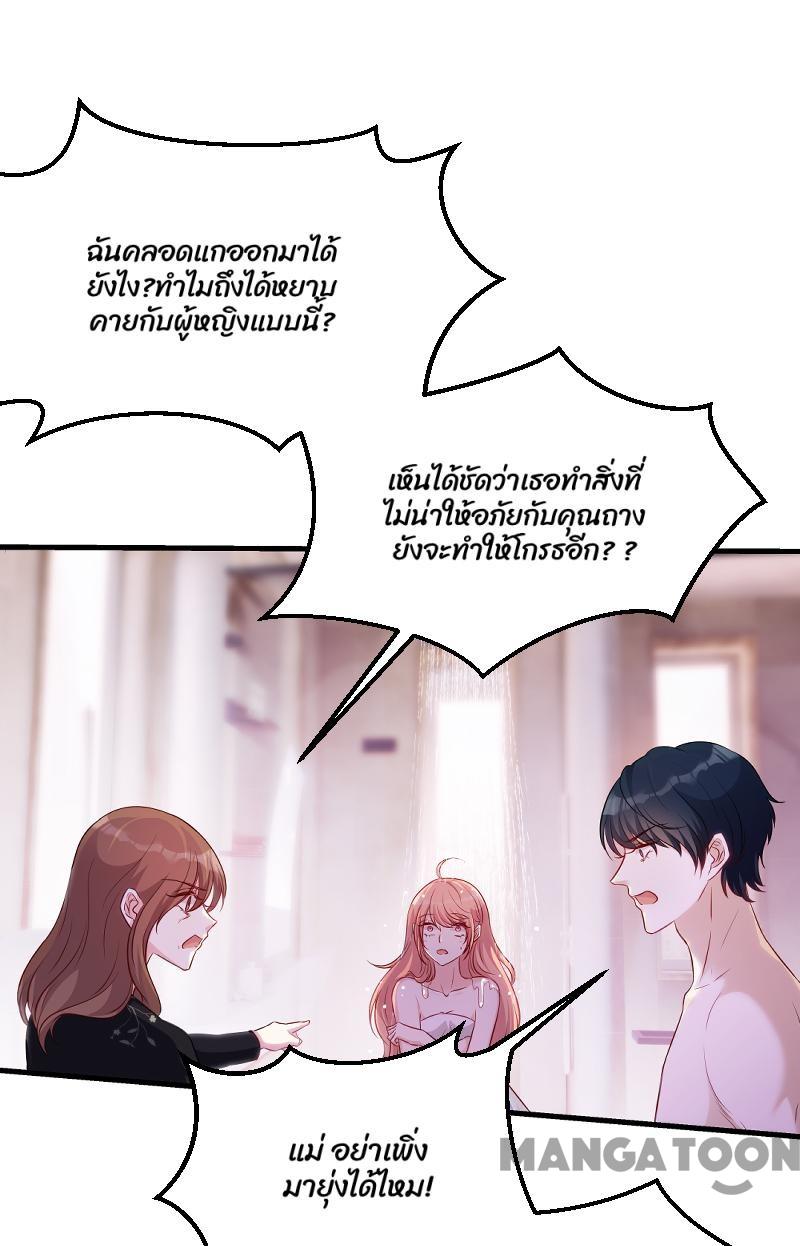 ฉันคลอดแกออกมาได้
ยังไง?ทำไมถึงได้หยาบ
คายกับผู้หญิงแบบนี้?
เห็นได้ชัดว่าเธอทำสิ่งที่
ไม่น่าให้อภัยกับคุณถาง
ยังจะทำให้โกรธอีก? ?
แม่ อย่าเพิ่ง
มายุ่งได้ไหม!
MANGATOON